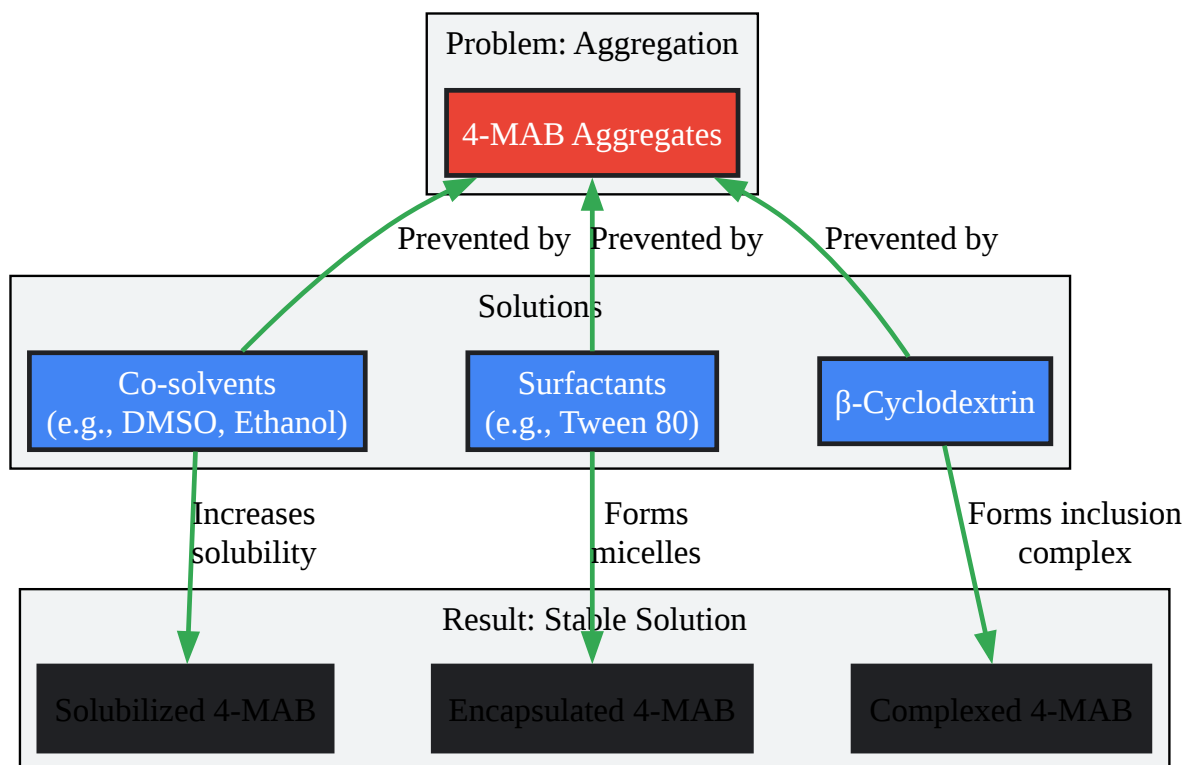 Problem: Aggregation
4-MAB Aggregates
Prevented by
Prevented by
Prevented by
Solutions
Co-solvents
(e.g., DMSO, Ethanol)
Surfactants
(e.g., Tween 80)
β-Cyclodextrin
Increases
solubility
Forms
micelles
Forms inclusion
complex
Result: Stable Solution
Solubilized 4-MAB
Encapsulated 4-MAB
Complexed 4-MAB